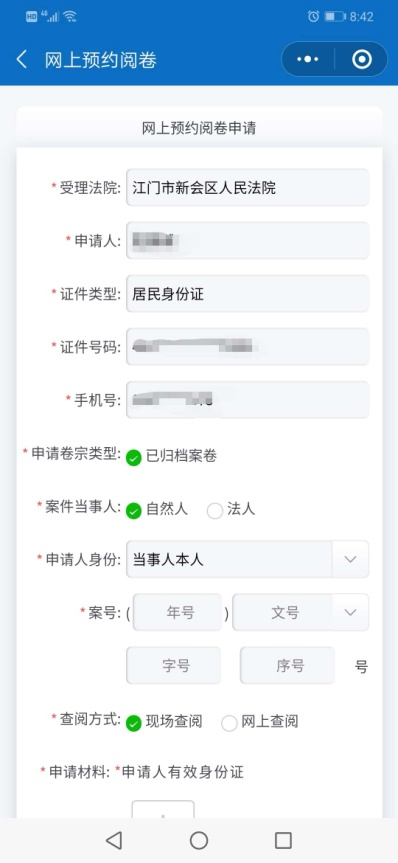 HD 4G 8:42
网上预约阅卷
网上预约阅卷申请
*受理法院: 江门市新会区人民法院
*申请人:
*证件类型: 居民身份证
*证件号码:
*手机号:
*申请卷宗类型: 已归档案卷
*案件当事人: 自然人 法人
*申请人身份: 当事人本人
*案号: ( 年号 ) 文号
字号 序号 号
*查阅方式: 现场查阅 网上查阅
*申请材料: *申请人有效身份证